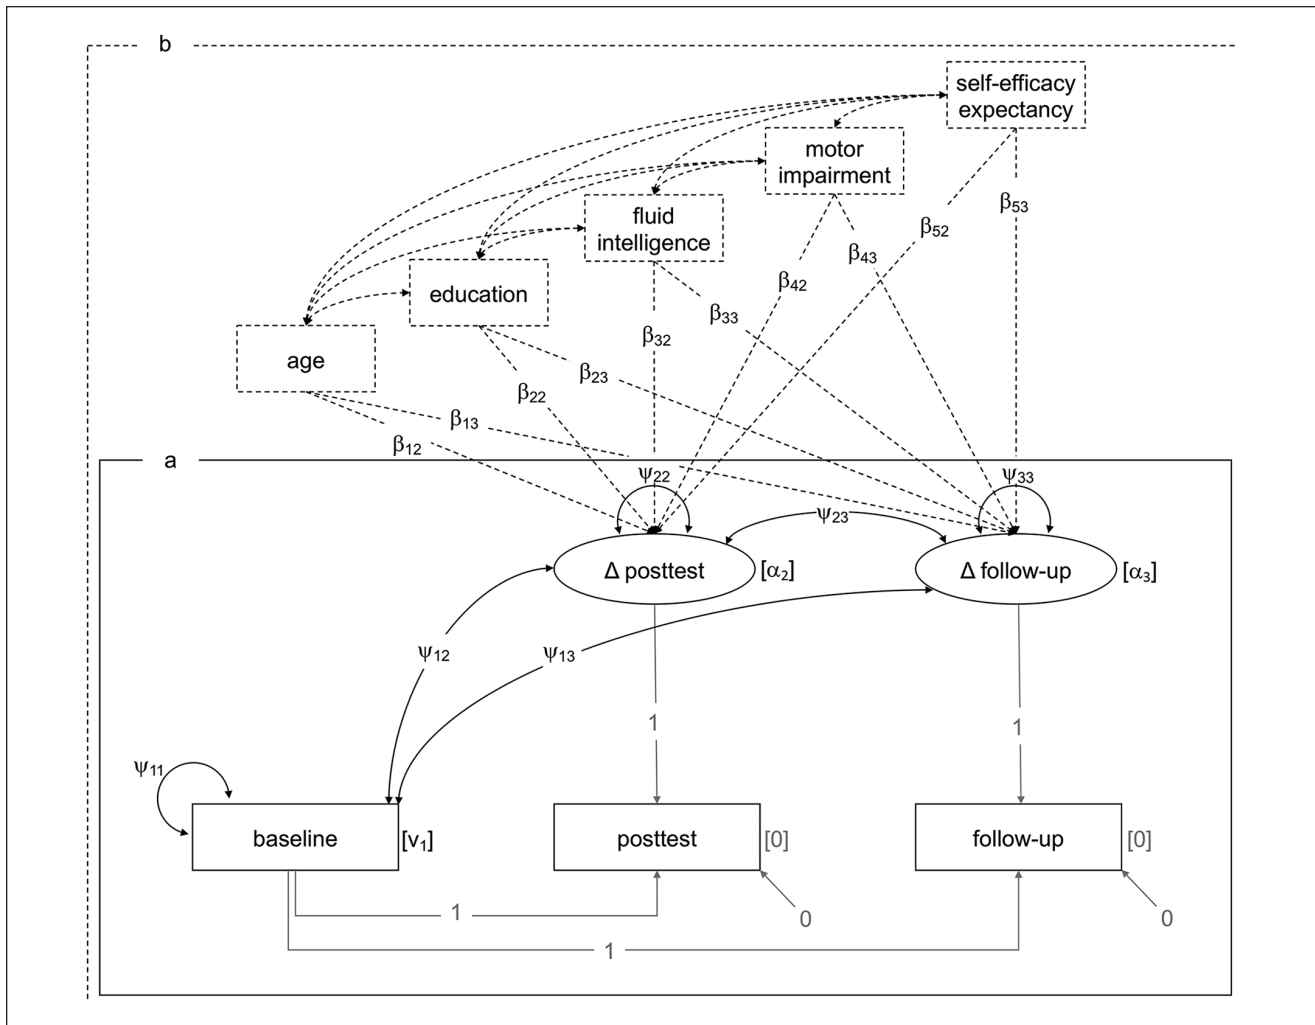 b
self-efficacy
expectancy
motor
impairment
β53
β52
fluid
intelligence
β43
β42
education
β33
β32
age
β23
β22
β13
β12
a
ψ22
ψ33
ψ23
Δ posttest
[α2]
Δ follow-up
[α3]
ψ12
ψ13
1
1
ψ11
baseline
[v1]
posttest
[0]
follow-up
[0]
1
0
0
1